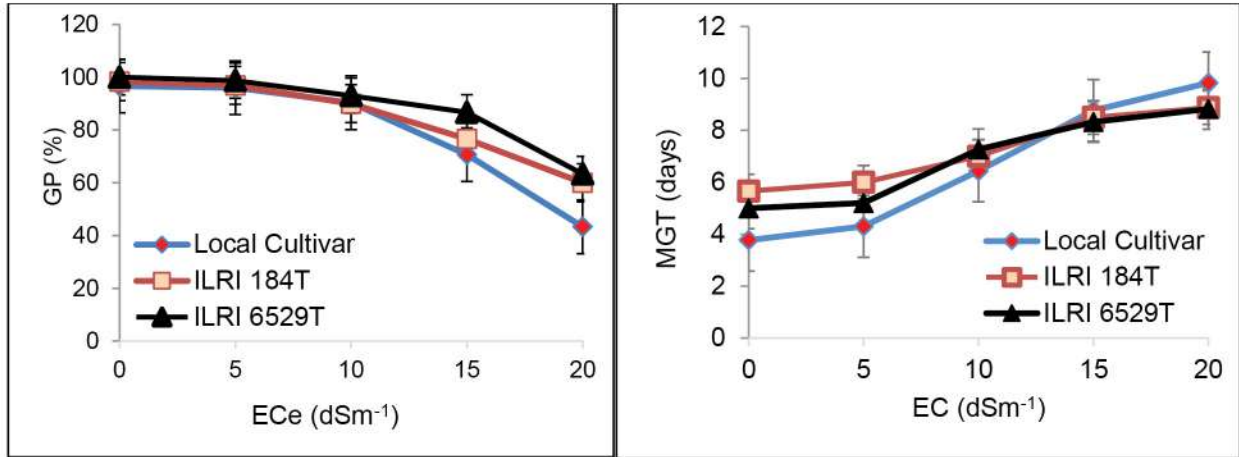 120
100
80
60
40
20
0
GP (%)
Local Cultivar
ILRI 184T
ILRI 6529T
0 5 10 15 20
ECe (dSm⁻¹)
12
10
8
6
4
2
0
MGT (days)
Local Cultivar
ILRI 184T
ILRI 6529T
0 5 10 15 20
EC (dSm⁻¹)